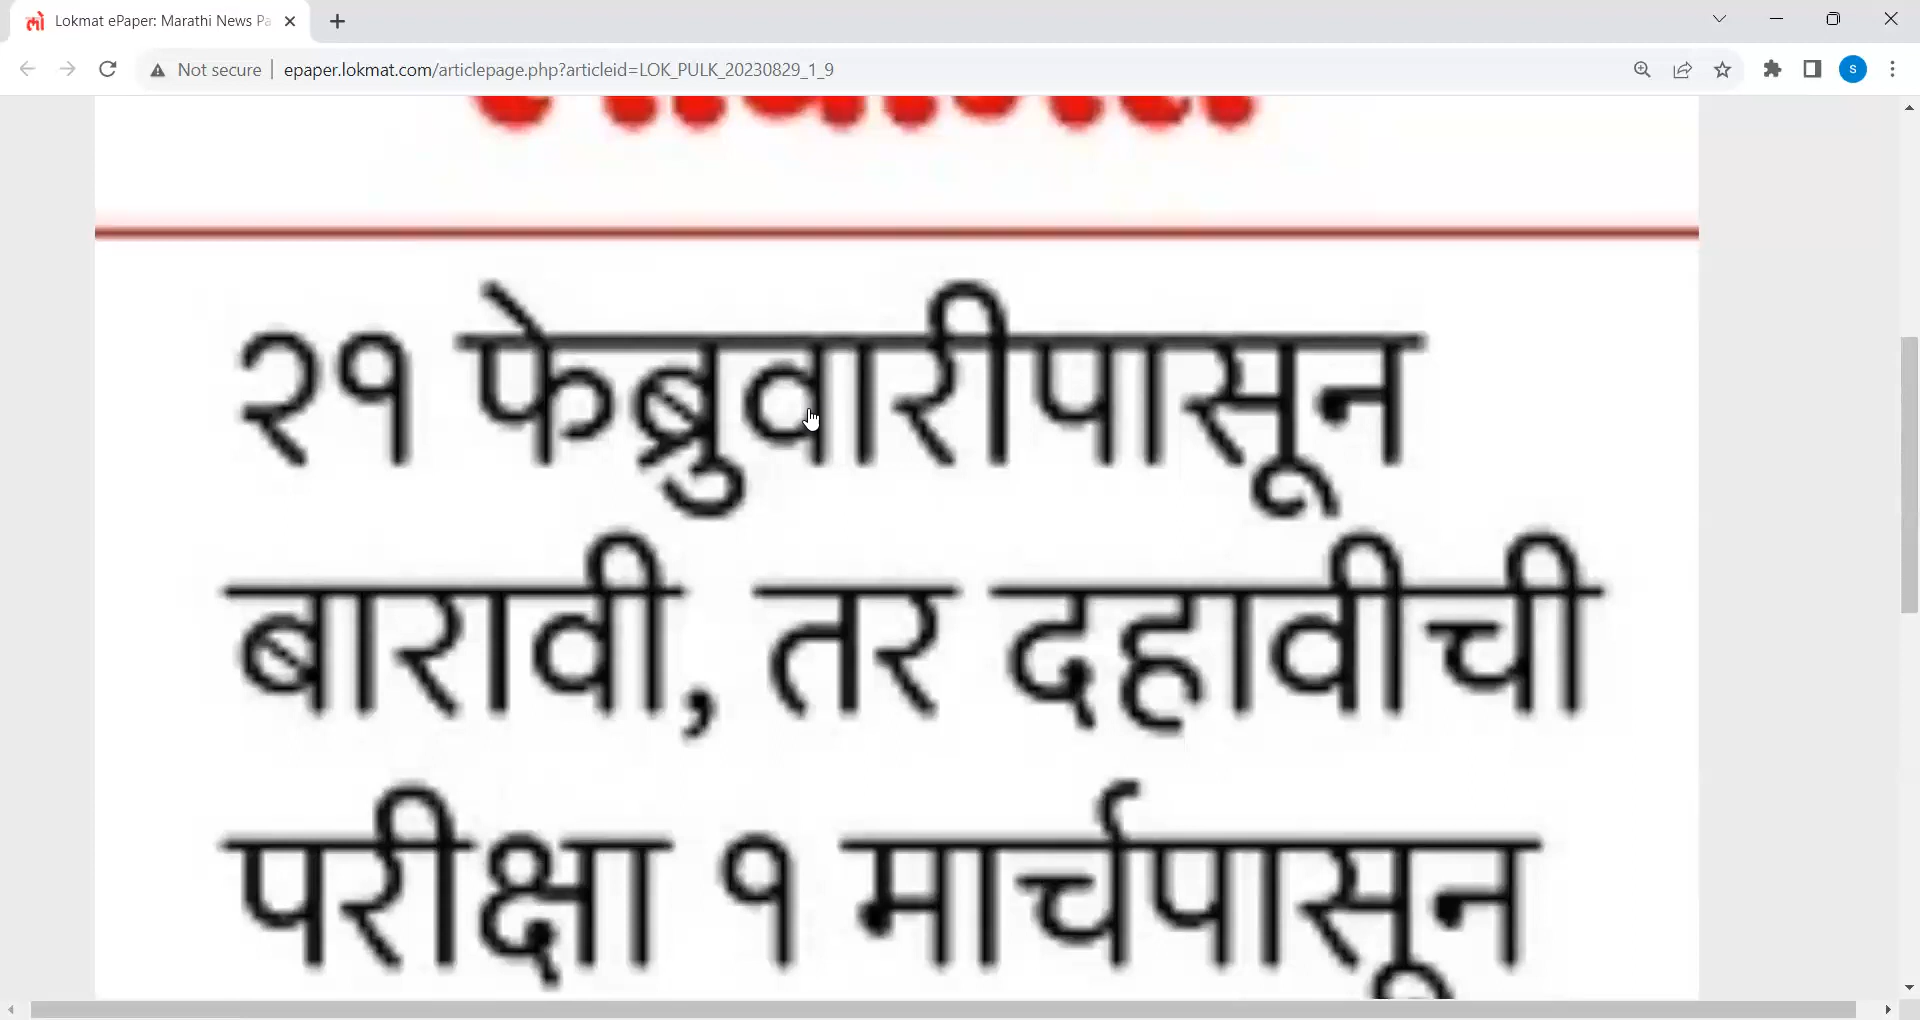 Lokmat ePaper: Marathi News Pa
Not secure
epaper.lokmat.com/articlepage.php?articleid=LOK_PULK_20230829_1_9
S
२१ फेब्रुवारीपासून
बारावी, तर दहावीची
परीक्षा १ मार्चपासून